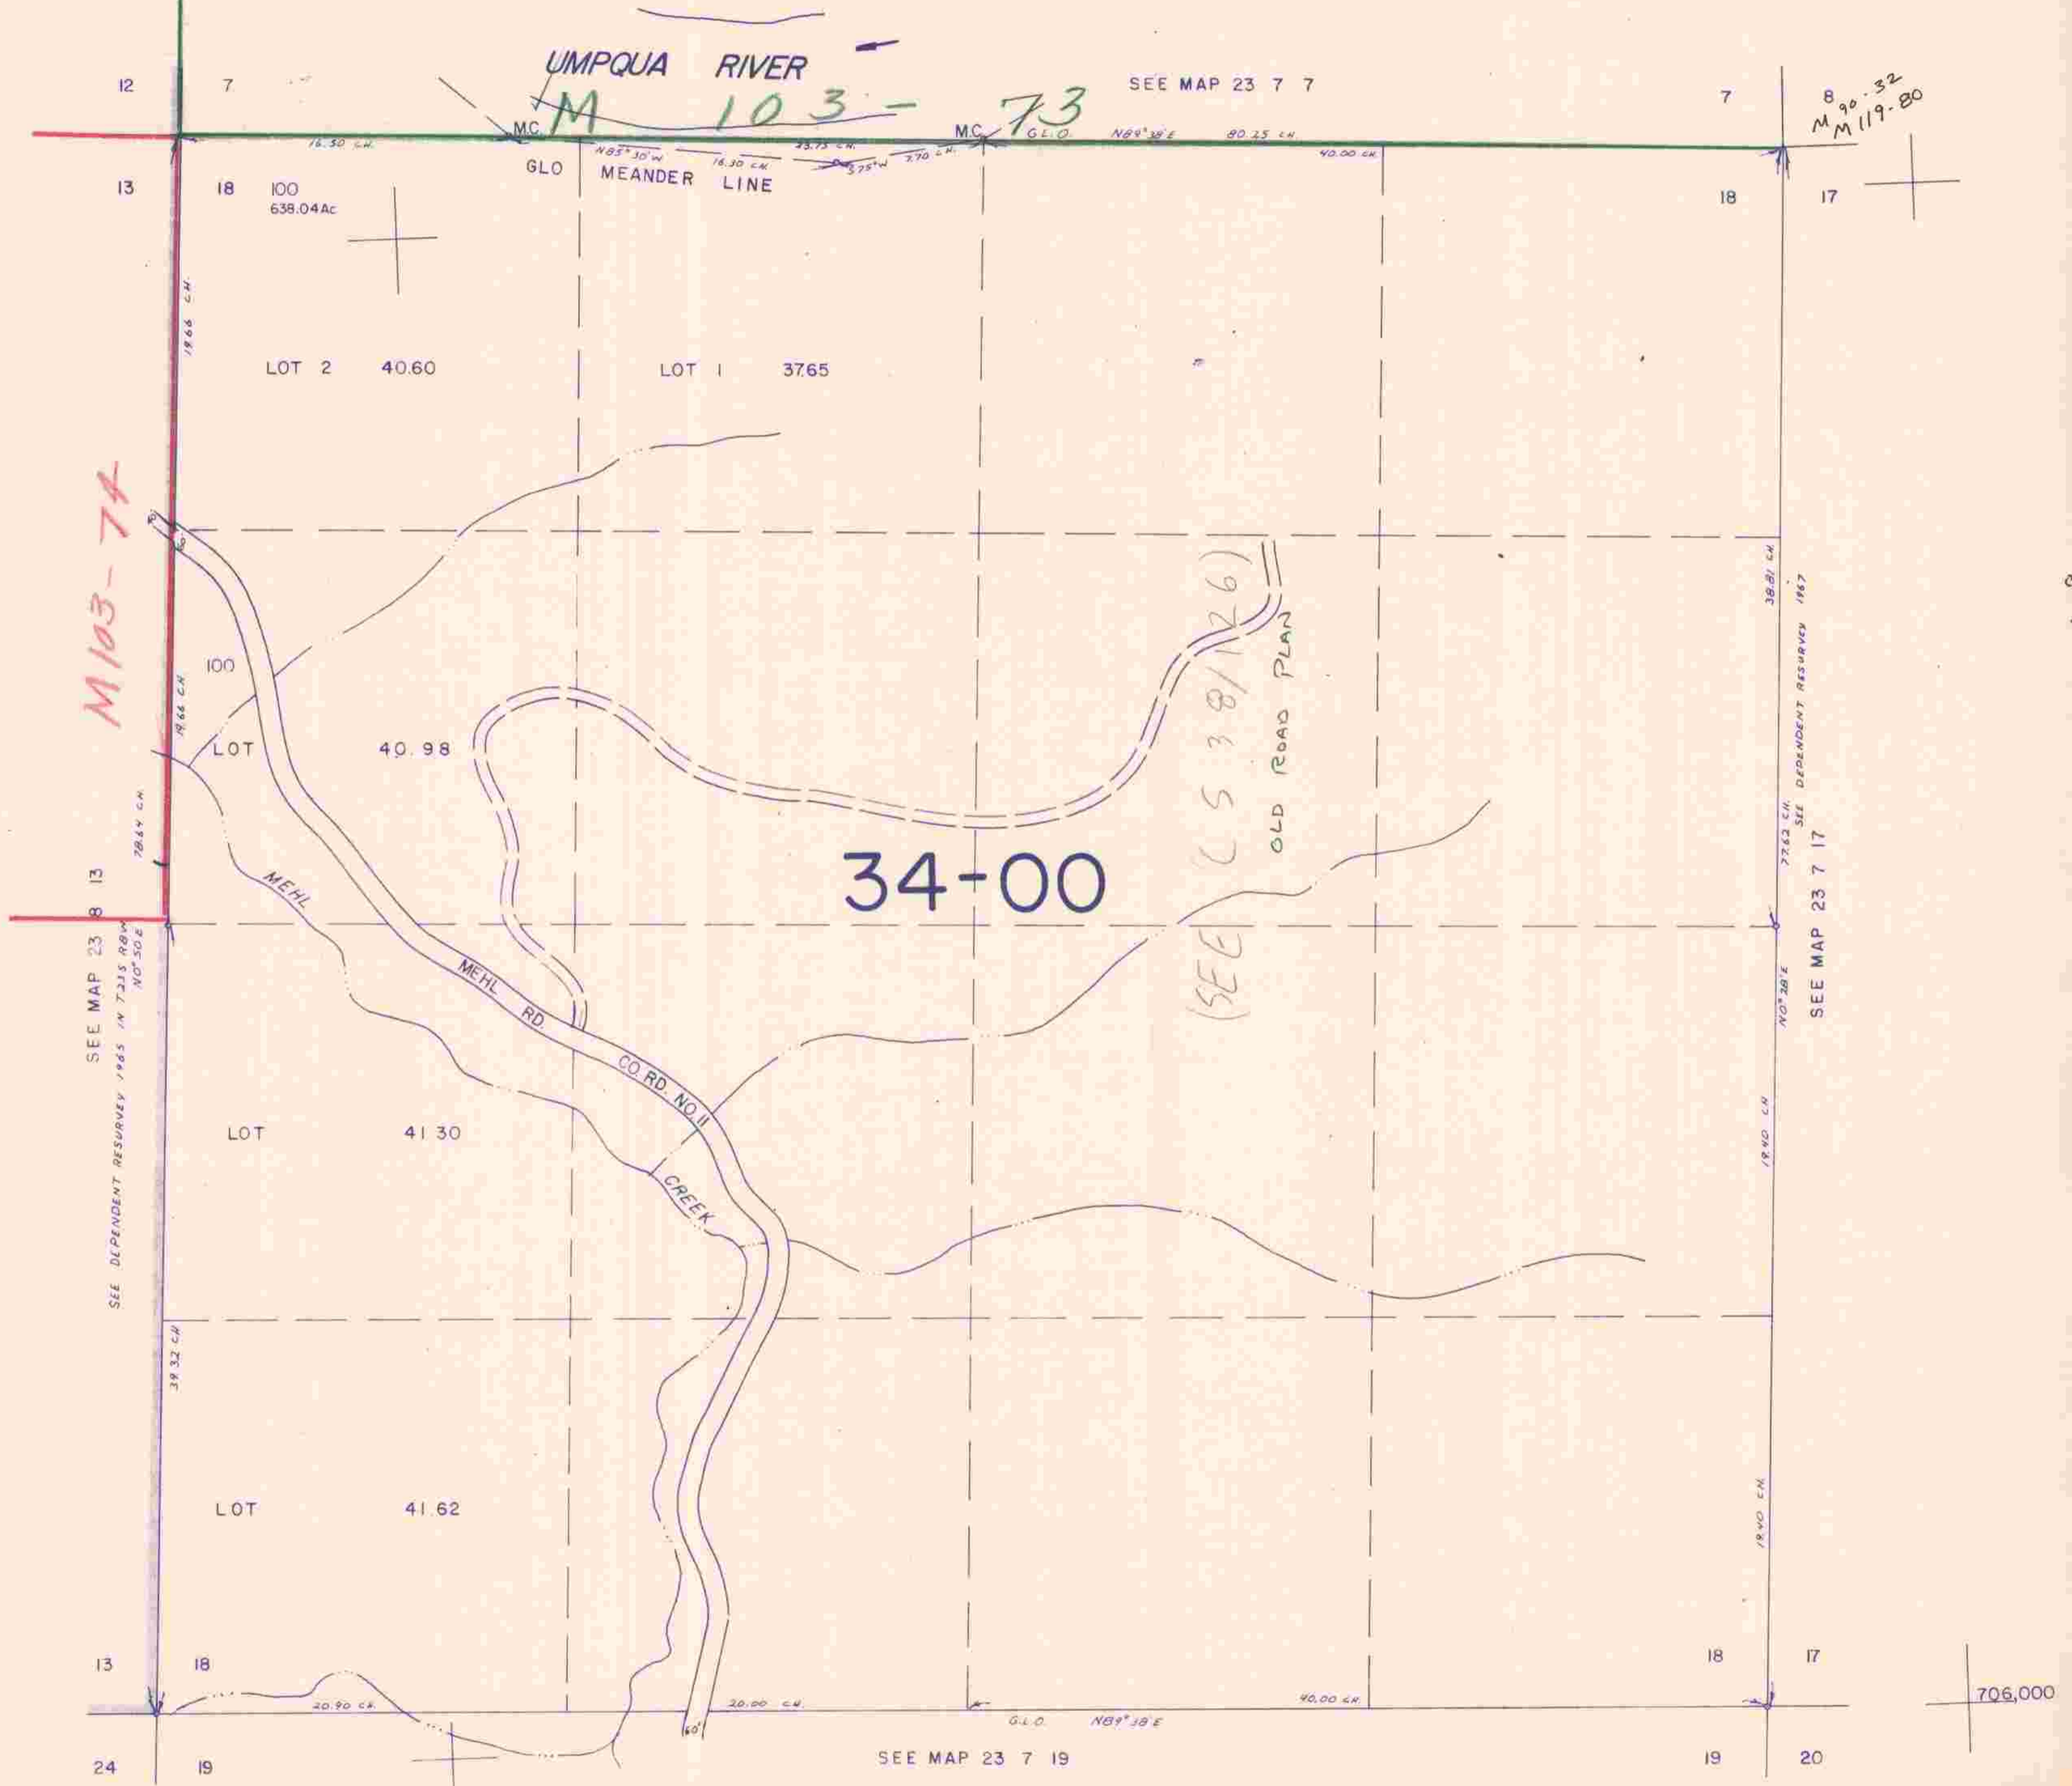 UMPQUA RIVER
12
7
SEE MAP 23 7 7
7
8
M 90-32
M 119-80
M 103-73
M.C.
M.C.
G.L.O. N89°38'E 80.25 CH.
16.50 CH.
N85°30'W 16.30 CH.
23.75 CH.
S75°W 7.70 CH.
40.00 CH.
GLO MEANDER LINE
13
18
100
638.04Ac
18
17
19.66 CH.
LOT 2 40.60
LOT 1 37.65
M103-74
60'
38.81 CH.
SEE DEPENDENT RESURVEY 1967
100
19.66 CH.
LOT 40.98
(SEE CS 38/126)
OLD ROAD PLAN
78.64 CH.
77.62 CH.
34-00
MEHL
SEE MAP 23 8 13
SEE DEPENDENT RESURVEY 1965 IN T23S R8W
N0°50'E
SEE MAP 23 7 17
N0°28'E
MEHL
RD.
CO. RD. NO. 11
LOT 41.30
CREEK
19.40 CH.
39.32 CH.
LOT 41.62
19.40 CH.
13
18
18
17
20.90 CH.
20.00 CH.
40.00 CH.
706,000
60'
G.L.O. N89°38'E
24
19
SEE MAP 23 7 19
19
20